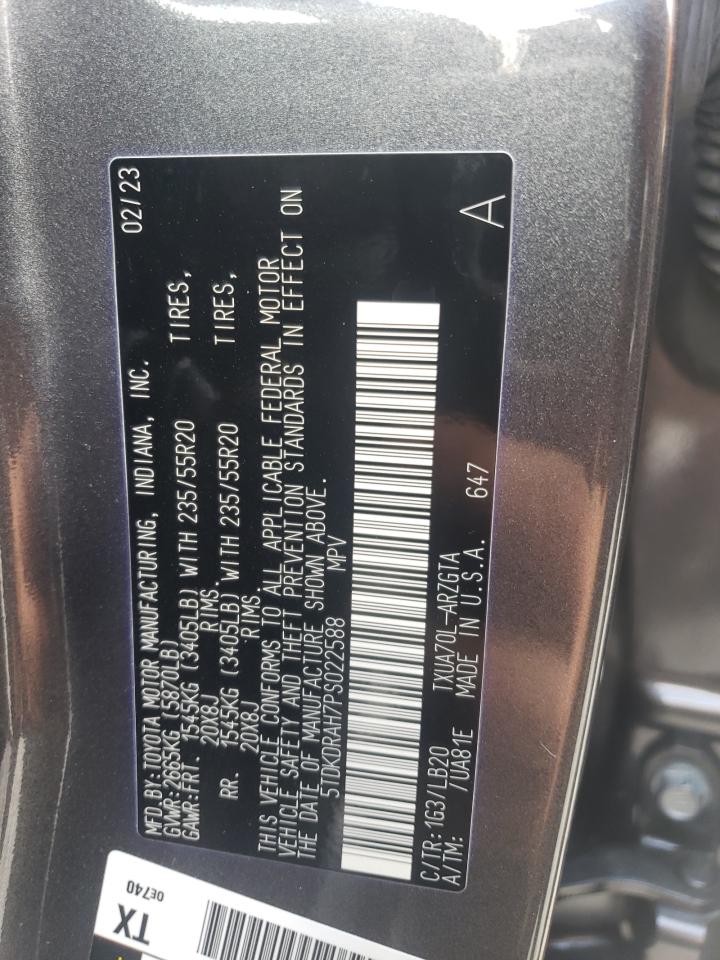 MFD.BY:TOYOTA MOTOR MANUFACTURING, INDIANA, INC. 02/23
GVWR:2665KG (5870LB)
GAWR:FRT. 1545KG (3405LB) WITH 235/55R20 TIRES,
20X8J RIMS.
RR. 1545KG (3405LB) WITH 235/55R20 TIRES,
20X8J RIMS.
THIS VEHICLE CONFORMS TO ALL APPLICABLE FEDERAL MOTOR
VEHICLE SAFETY AND THEFT PREVENTION STANDARDS IN EFFECT ON
THE DATE OF MANUFACTURE SHOWN ABOVE.
5TDKDRAH7PS022588 MPV
C/TR:1G3/LB20 TXUA70L-ARZGTA
A/TM: /UA81E MADE IN U.S.A. 647
A
TX
0E740